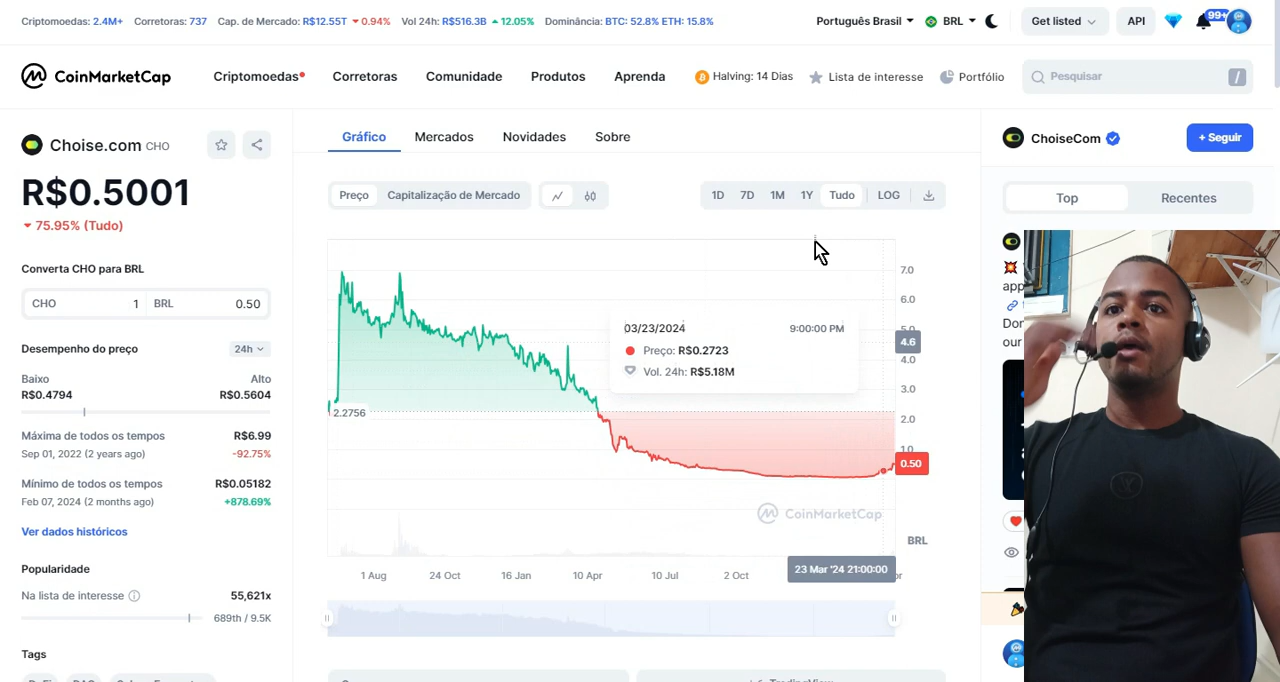 Criptomoedas: 2.4M+ Corretoras: 737 Cap. de Mercado: R$12.55T 0.94% Vol 24h: R$516.3B 12.05% Dominância: BTC: 52.8% ETH: 15.8%
Português Brasil BRL Get listed API 99+
CoinMarketCap Criptomoedas Corretoras Comunidade Produtos Aprenda Halving: 14 Dias Lista de interesse Portfólio Pesquisar /
Choise.com CHO
R$0.5001
75.95% (Tudo)
Converta CHO para BRL
CHO 1 BRL 0.50
Desempenho do preço 24h
Baixo Alto
R$0.4794 R$0.5604
Máxima de todos os tempos R$6.99
Sep 01, 2022 (2 years ago) -92.75%
Mínimo de todos os tempos R$0.05182
Feb 07, 2024 (2 months ago) +878.69%
Ver dados históricos
Popularidade
Na lista de interesse 55,621x
689th / 9.5K
Tags
Gráfico Mercados Novidades Sobre
Preço Capitalização de Mercado 1D 7D 1M 1Y Tudo LOG
7.0
6.0
5.0
4.6
4.0
3.0
2.0
1.0
0.50
2.2756
03/23/2024 9:00:00 PM
Preço: R$0.2723
Vol. 24h: R$5.18M
CoinMarketCap
BRL
23 Mar '24 21:00:00
1 Aug 24 Oct 16 Jan 10 Apr 10 Jul 2 Oct
TradingView
ChoiseCom + Seguir
Top Recentes
app
our